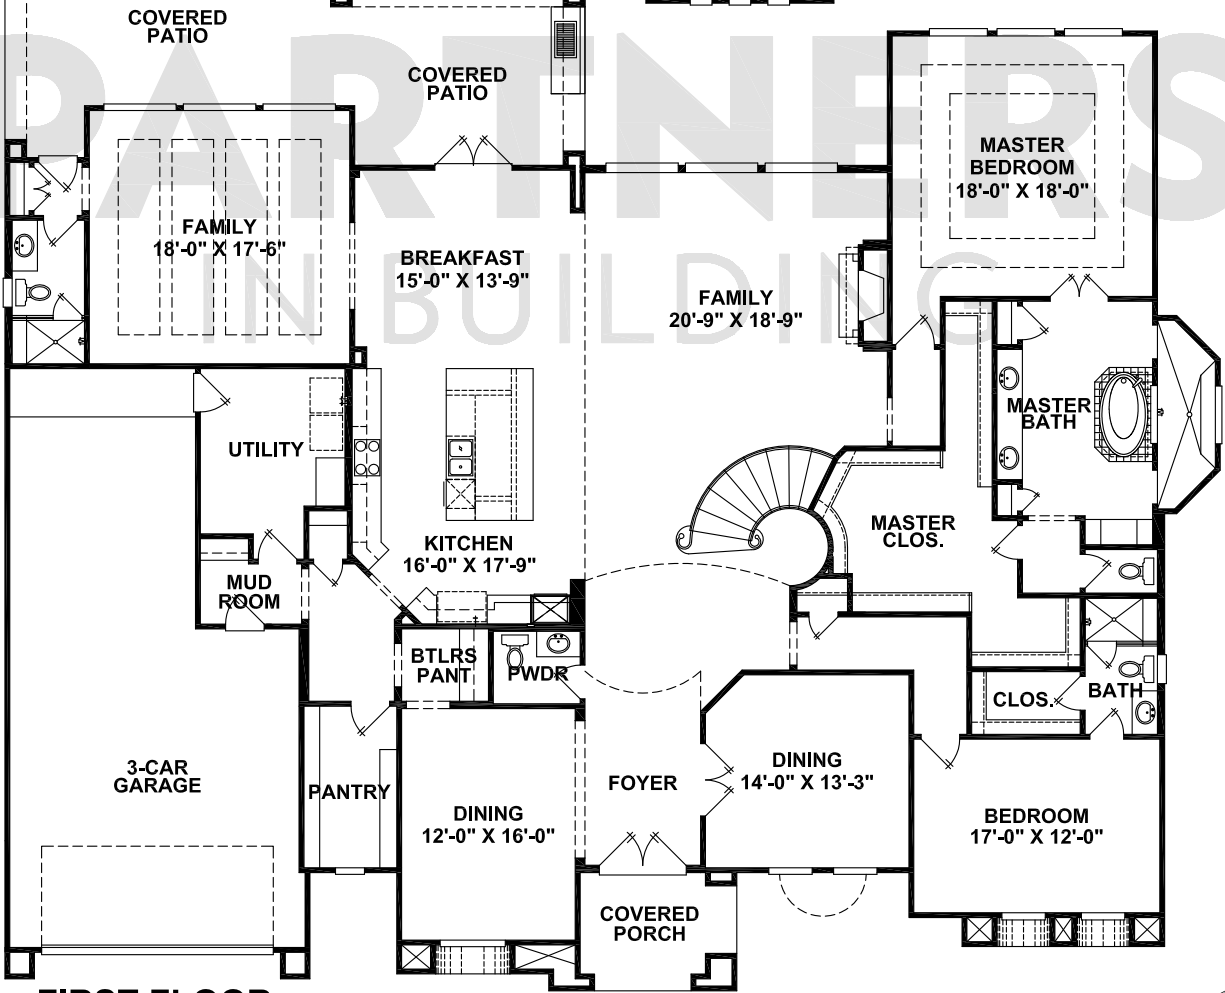 PARTNERS
IN BUILDING
COVERED
PATIO
COVERED
PATIO
MASTER
BEDROOM
18'-0" X 18'-0"
FAMILY
18'-0" X 17'-6"
BREAKFAST
15'-0" X 13'-9"
FAMILY
20'-9" X 18'-9"
MASTER
BATH
UTILITY
MASTER
CLOS.
KITCHEN
16'-0" X 17'-9"
MUD
ROOM
BTLRS
PANT
PWDR
CLOS.
BATH
3-CAR
GARAGE
PANTRY
DINING
12'-0" X 16'-0"
FOYER
DINING
14'-0" X 13'-3"
BEDROOM
17'-0" X 12'-0"
COVERED
PORCH
FIRST FLOOR